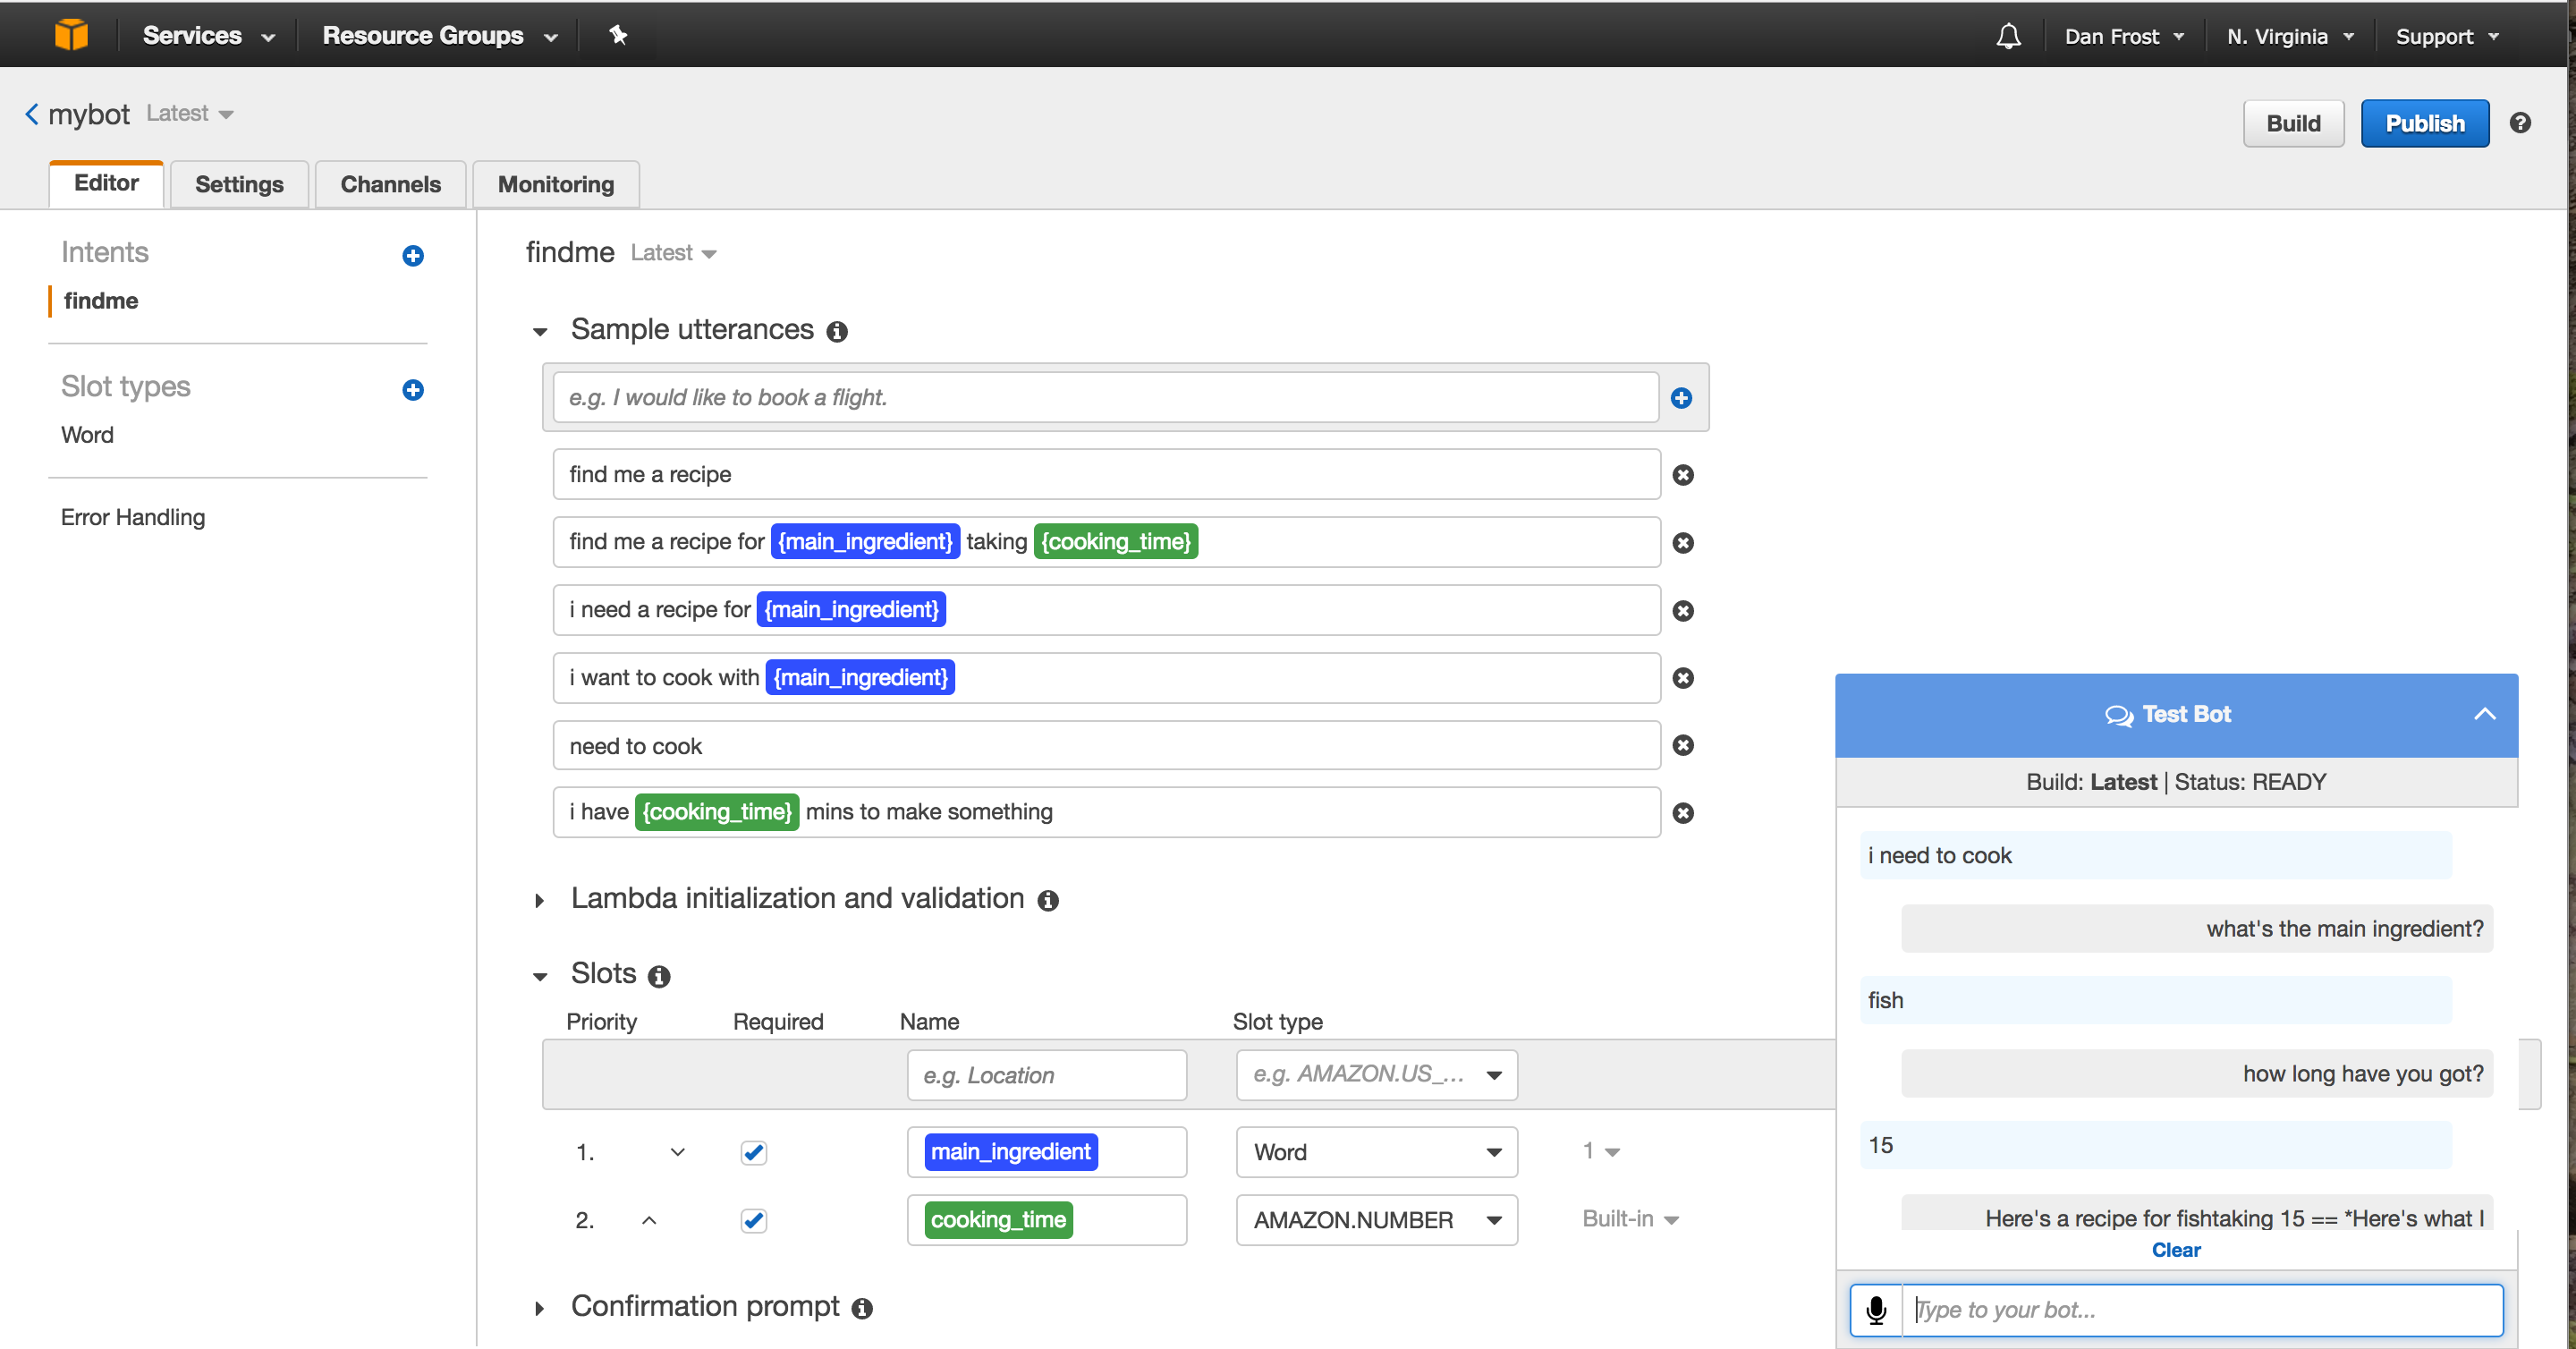 Services
Resource Groups
Dan Frost
N. Virginia
Support
mybot Latest
Build
Publish
Editor
Settings
Channels
Monitoring
Intents
findme
Slot types
Word
Error Handling
findme Latest
Sample utterances
e.g. I would like to book a flight.
find me a recipe
find me a recipe for {main_ingredient} taking {cooking_time}
i need a recipe for {main_ingredient}
i want to cook with {main_ingredient}
need to cook
i have {cooking_time} mins to make something
Lambda initialization and validation
Slots
Priority Required Name Slot type
e.g. Location e.g. AMAZON.US_...
1. main_ingredient Word 1
2. cooking_time AMAZON.NUMBER Built-in
Confirmation prompt
Test Bot
Build: Latest | Status: READY
i need to cook
what's the main ingredient?
fish
how long have you got?
15
Here's a recipe for fishtaking 15 == *Here's what I
Clear
Type to your bot...